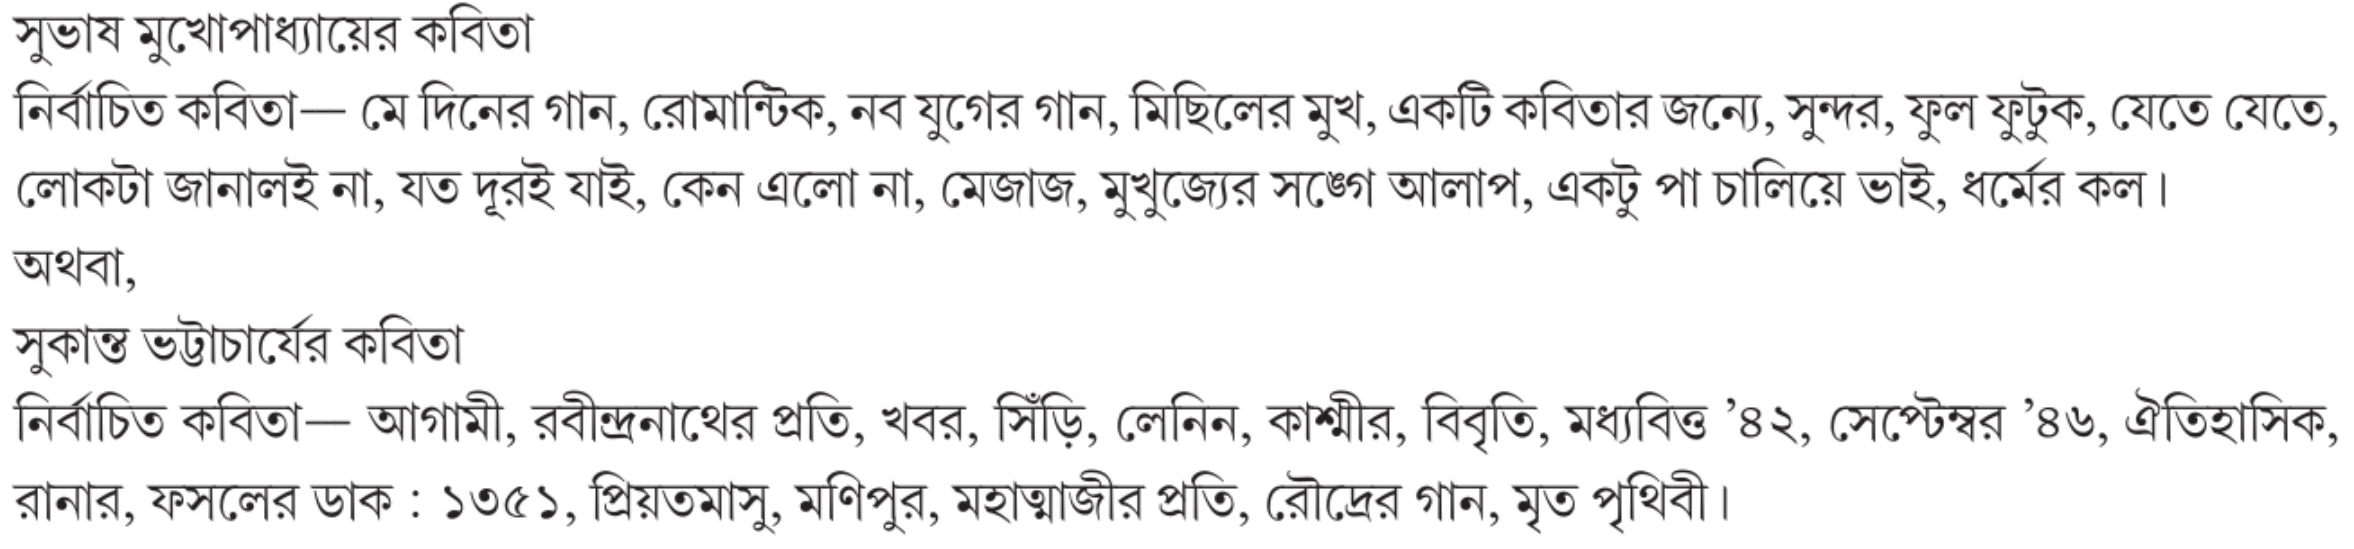 সুভাষ মুখোপাধ্যায়ের কবিতা
নির্বাচিত কবিতা— মে দিনের গান, রোমান্টিক, নব যুগের গান, মিছিলের মুখ, একটি কবিতার জন্যে, সুন্দর, ফুল ফুটুক, যেতে যেতে,
লোকটা জানালই না, যত দূরই যাই, কেন এলো না, মেজাজ, মুখুজ্যের সঙ্গে আলাপ, একটু পা চালিয়ে ভাই, ধর্মের কল।
অথবা,
সুকান্ত ভট্টাচার্যের কবিতা
নির্বাচিত কবিতা— আগামী, রবীন্দ্রনাথের প্রতি, খবর, সিঁড়ি, লেনিন, কাশ্মীর, বিবৃতি, মধ্যবিত্ত ’৪২, সেপ্টেম্বর ’৪৬, ঐতিহাসিক,
রানার, ফসলের ডাক : ১৩৫১, প্রিয়তমাসু, মণিপুর, মহাত্মাজীর প্রতি, রৌদ্রের গান, মৃত পৃথিবী।